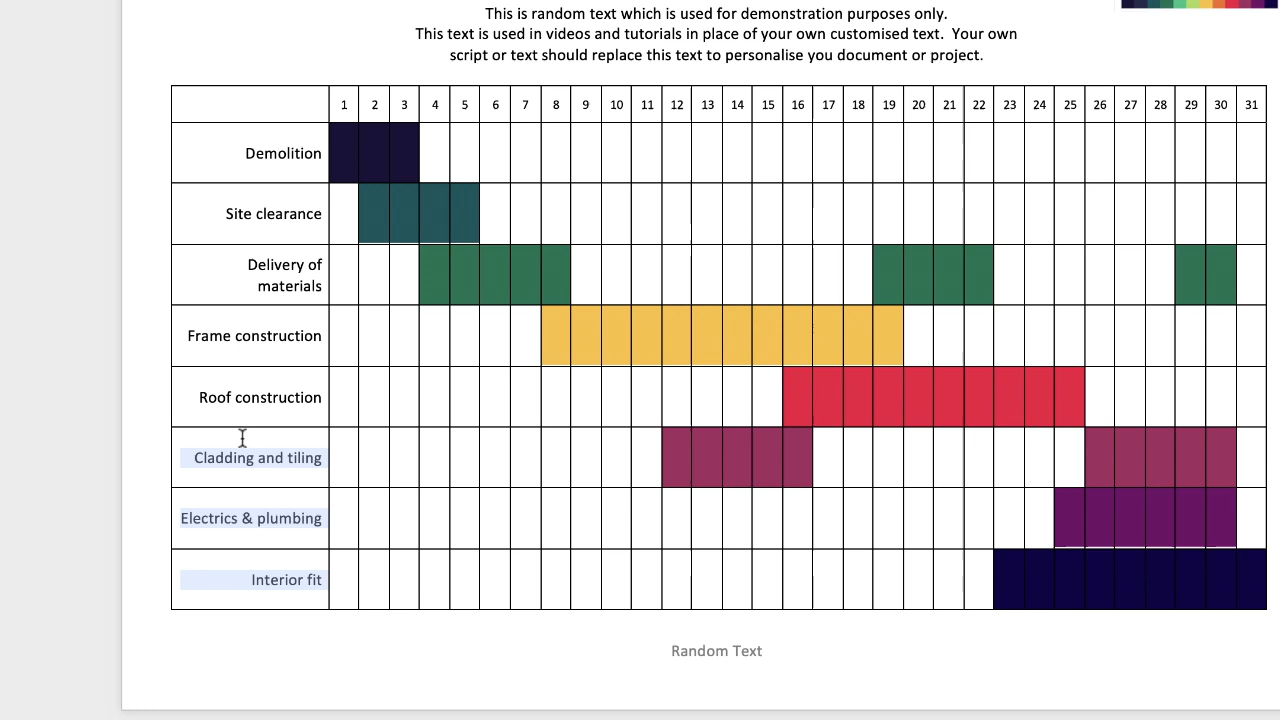 This is random text which is used for demonstration purposes only.
This text is used in videos and tutorials in place of your own customised text.  Your own
script or text should replace this text to personalise you document or project.
1 2 3 4 5 6 7 8 9 10 11 12 13 14 15 16 17 18 19 20 21 22 23 24 25 26 27 28 29 30 31
Demolition
Site clearance
Delivery of
materials
Frame construction
Roof construction
Cladding and tiling
Electrics & plumbing
Interior fit
Random Text